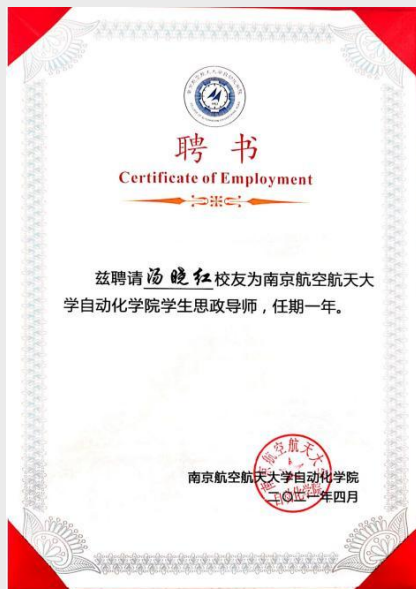 聘书
Certificate of Employment
兹聘请汤晓红校友为南京航空航天大
学自动化学院学生思政导师，任期一年。
南京航空航天大学自动化学院
二〇二一年四月